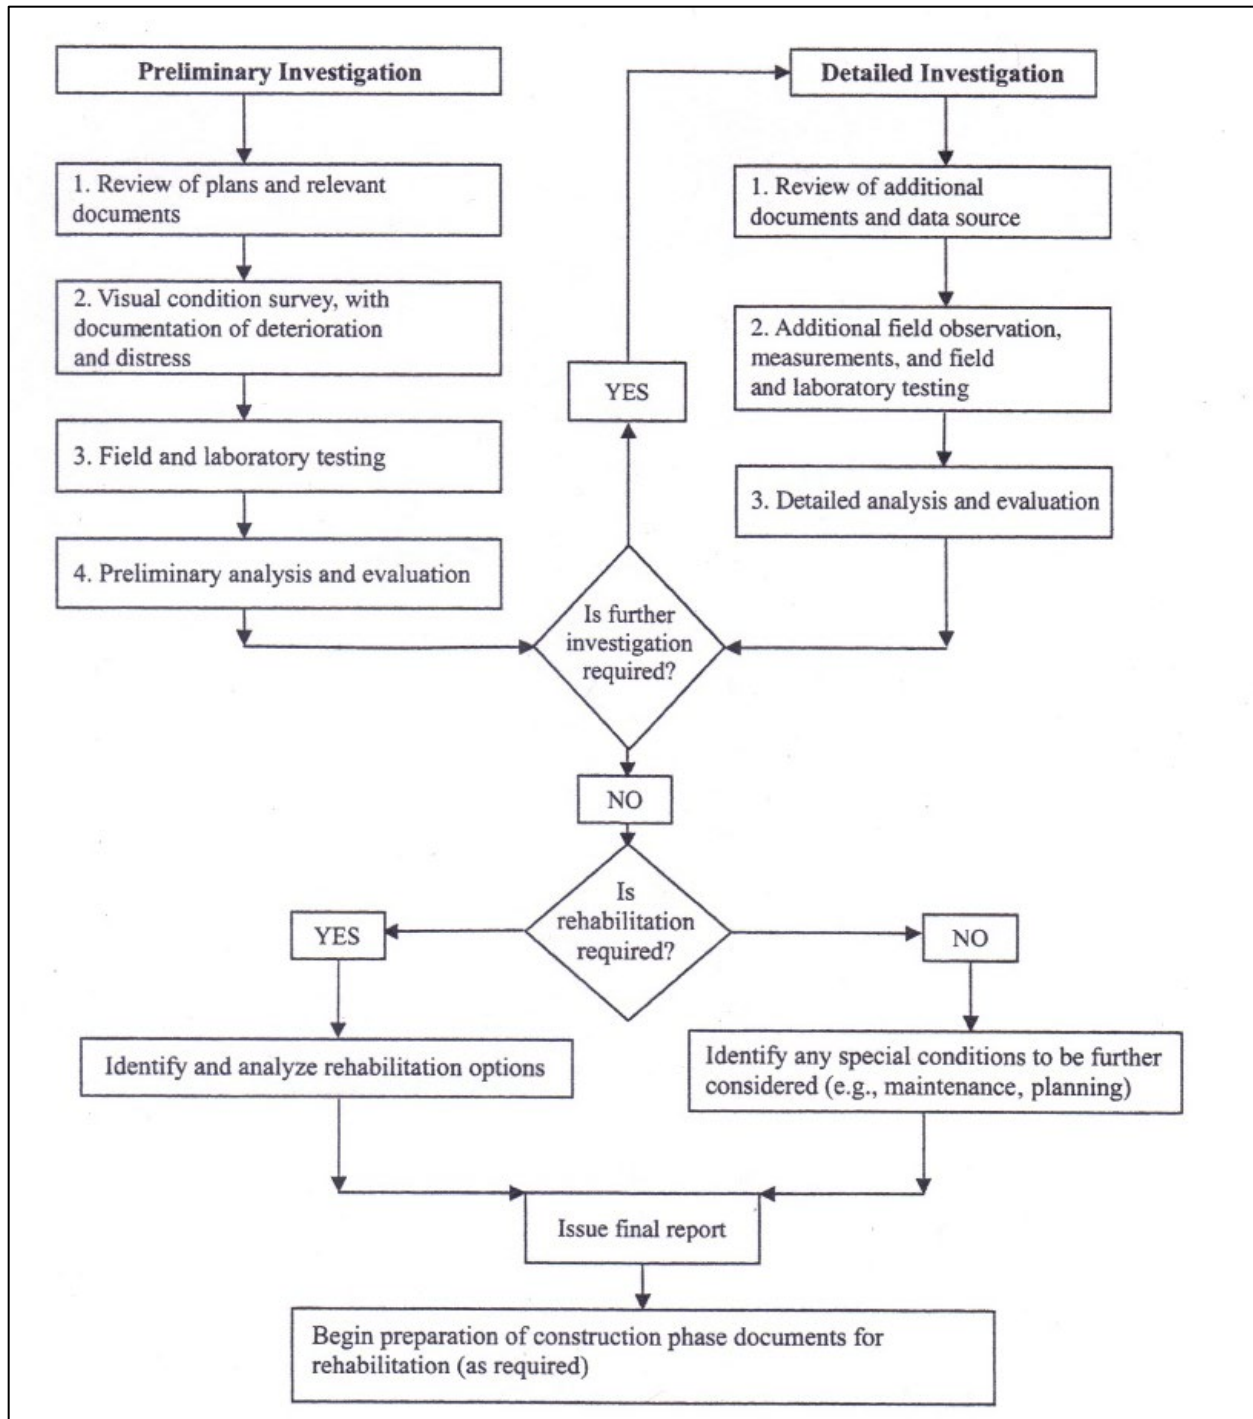 Preliminary Investigation
1. Review of plans and relevant
documents
2. Visual condition survey, with
documentation of deterioration
and distress
3. Field and laboratory testing
4. Preliminary analysis and evaluation
Detailed Investigation
1. Review of additional
documents and data source
2. Additional field observation,
measurements, and field
and laboratory testing
3. Detailed analysis and evaluation
YES
Is further
investigation
required?
NO
Is
rehabilitation
required?
YES
NO
Identify and analyze rehabilitation options
Identify any special conditions to be further
considered (e.g., maintenance, planning)
Issue final report
Begin preparation of construction phase documents for
rehabilitation (as required)